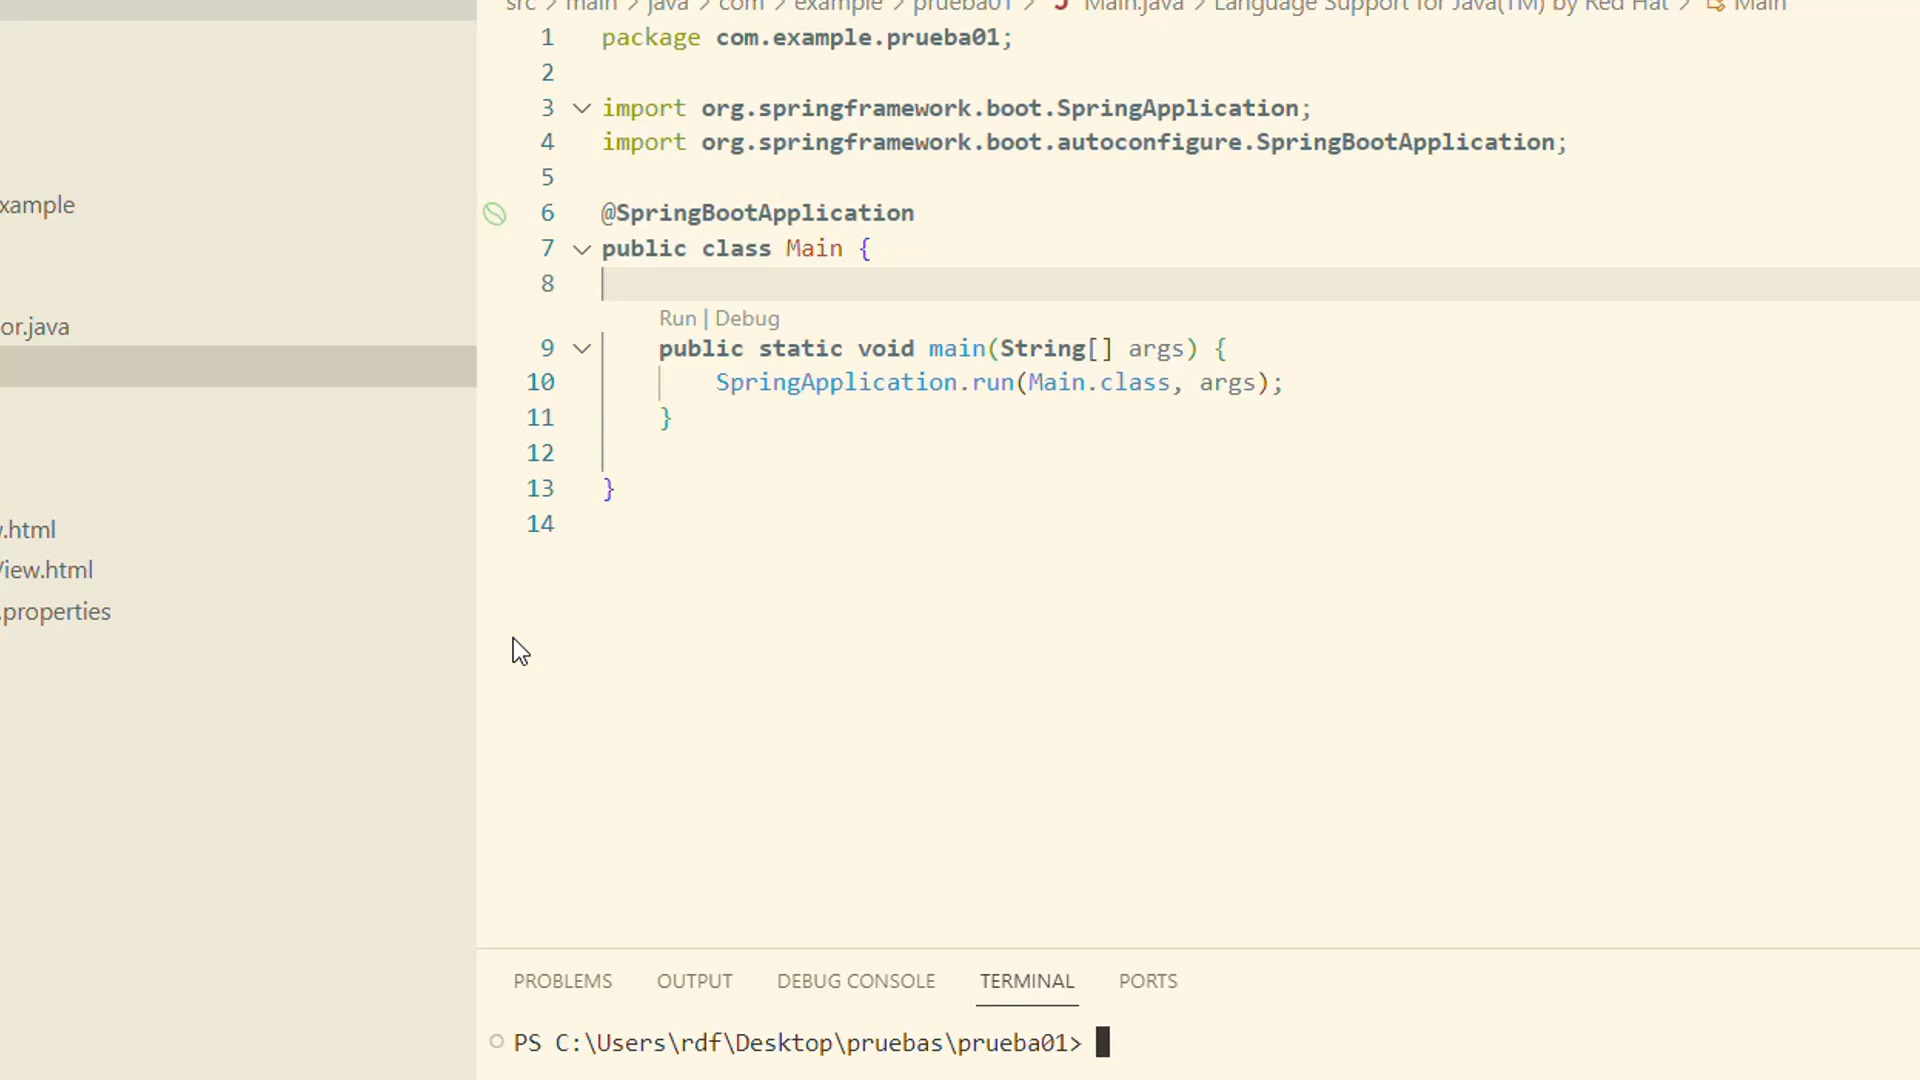 src > main > java > com > example > prueba01 > J Main.java > Language Support for Java(TM) by Red Hat > Main
1 package com.example.prueba01;
2
3 import org.springframework.boot.SpringApplication;
4 import org.springframework.boot.autoconfigure.SpringBootApplication;
5
6 @SpringBootApplication
7 public class Main {
8
Run | Debug
9 public static void main(String[] args) {
10 SpringApplication.run(Main.class, args);
11 }
12
13 }
14
xample
or.java
.html
iew.html
.properties
PROBLEMS OUTPUT DEBUG CONSOLE TERMINAL PORTS
PS C:\Users\rdf\Desktop\pruebas\prueba01>